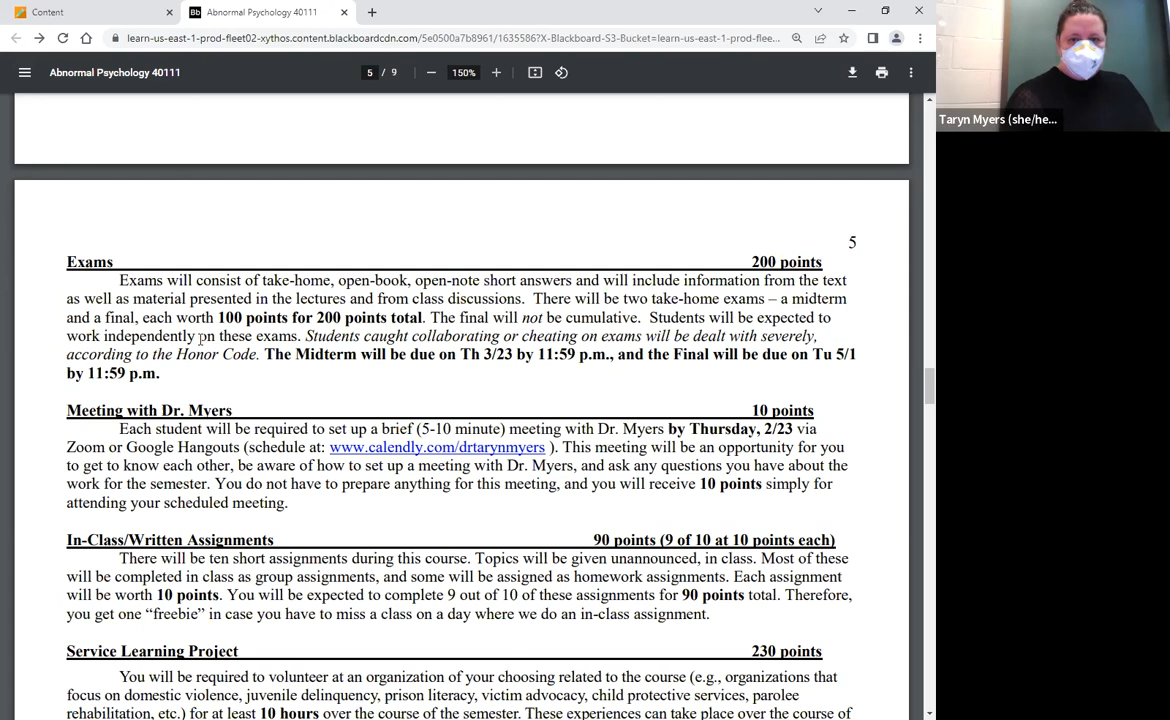 Content
Abnormal Psychology 40111
learn-us-east-1-prod-fleet02-xythos.content.blackboardcdn.com/5e0500a7b8961/1635586?X-Blackboard-S3-Bucket=learn-us-east-1-prod-flee...
Abnormal Psychology 40111
5 / 9
150%
Taryn Myers (she/he...
5
Exams 200 points
Exams will consist of take-home, open-book, open-note short answers and will include information from the text
as well as material presented in the lectures and from class discussions. There will be two take-home exams – a midterm
and a final, each worth 100 points for 200 points total. The final will not be cumulative. Students will be expected to
work independently on these exams. Students caught collaborating or cheating on exams will be dealt with severely,
according to the Honor Code. The Midterm will be due on Th 3/23 by 11:59 p.m., and the Final will be due on Tu 5/1
by 11:59 p.m.
Meeting with Dr. Myers 10 points
Each student will be required to set up a brief (5-10 minute) meeting with Dr. Myers by Thursday, 2/23 via
Zoom or Google Hangouts (schedule at: www.calendly.com/drtarynmyers ). This meeting will be an opportunity for you
to get to know each other, be aware of how to set up a meeting with Dr. Myers, and ask any questions you have about the
work for the semester. You do not have to prepare anything for this meeting, and you will receive 10 points simply for
attending your scheduled meeting.
In-Class/Written Assignments 90 points (9 of 10 at 10 points each)
There will be ten short assignments during this course. Topics will be given unannounced, in class. Most of these
will be completed in class as group assignments, and some will be assigned as homework assignments. Each assignment
will be worth 10 points. You will be expected to complete 9 out of 10 of these assignments for 90 points total. Therefore,
you get one “freebie” in case you have to miss a class on a day where we do an in-class assignment.
Service Learning Project 230 points
You will be required to volunteer at an organization of your choosing related to the course (e.g., organizations that
focus on domestic violence, juvenile delinquency, prison literacy, victim advocacy, child protective services, parolee
rehabilitation, etc.) for at least 10 hours over the course of the semester. These experiences can take place over the course of